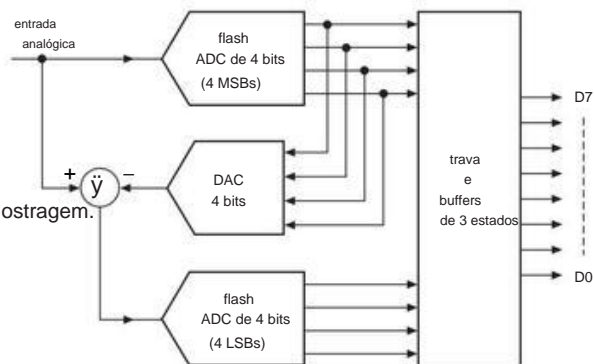 entrada
analógica
flash
ADC de 4 bits
(4 MSBs)
D7
+
–
ÿ
DAC
4 bits
trava
e
buffers
de 3 estados
ostragem.
D0
flash
ADC de 4 bits
(4 LSBs)